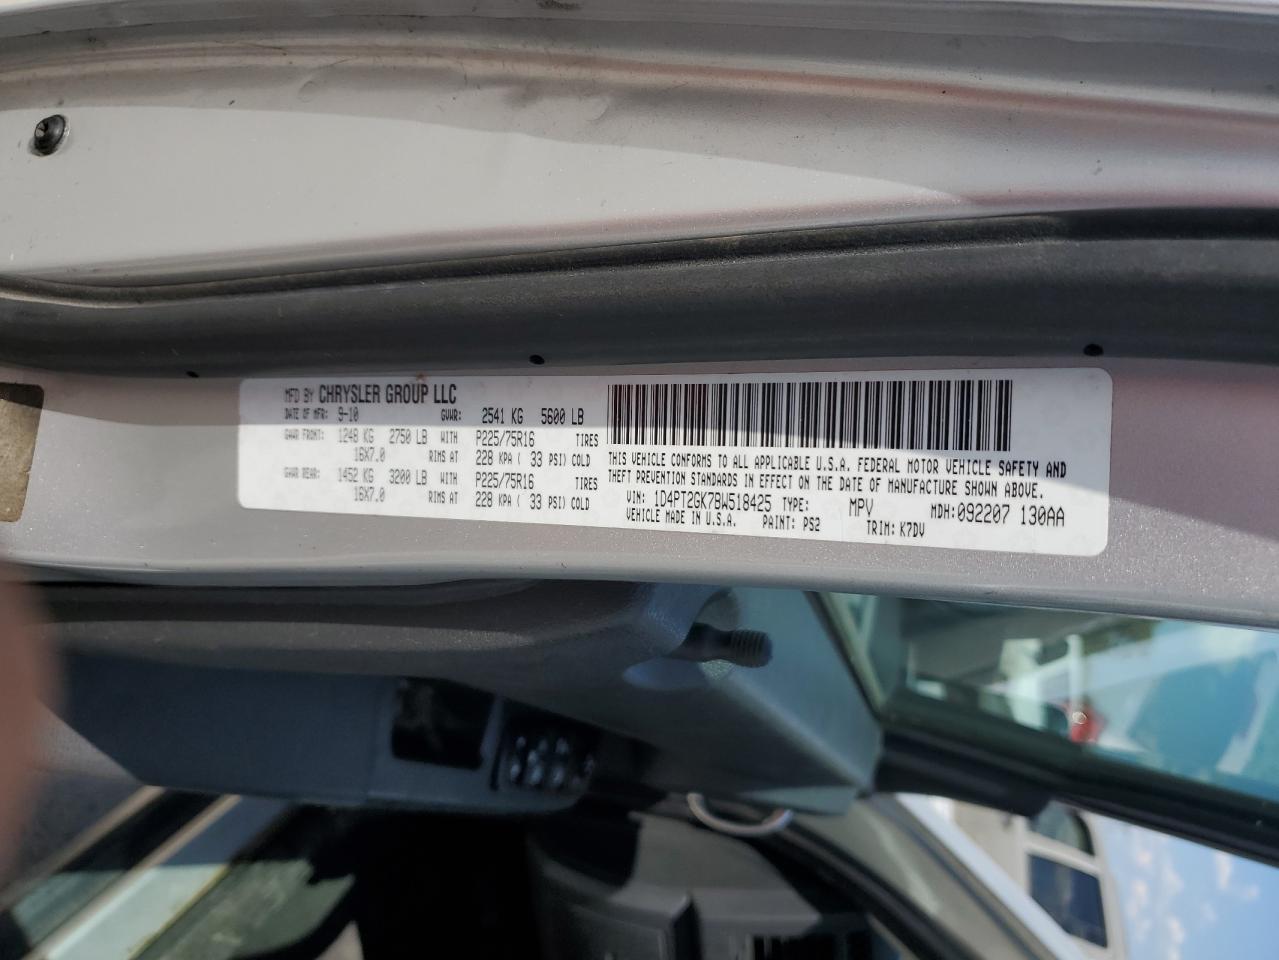 MFD BY CHRYSLER GROUP LLC
DATE OF MFR: 9-10 GVWR: 2541 KG 5600 LB
GAWR FRONT: 1248 KG 2750 LB WITH P225/75R16 TIRES
16X7.0 RIMS AT 228 KPA ( 33 PSI) COLD
GAWR REAR: 1452 KG 3200 LB WITH P225/75R16 TIRES
16X7.0 RIMS AT 228 KPA ( 33 PSI) COLD
THIS VEHICLE CONFORMS TO ALL APPLICABLE U.S.A. FEDERAL MOTOR VEHICLE SAFETY AND
THEFT PREVENTION STANDARDS IN EFFECT ON THE DATE OF MANUFACTURE SHOWN ABOVE.
VIN: 1D4PT2GK7BW518425 TYPE: MPV MDH:092207 130AA
VEHICLE MADE IN U.S.A. PAINT: PS2 TRIM: K7DV